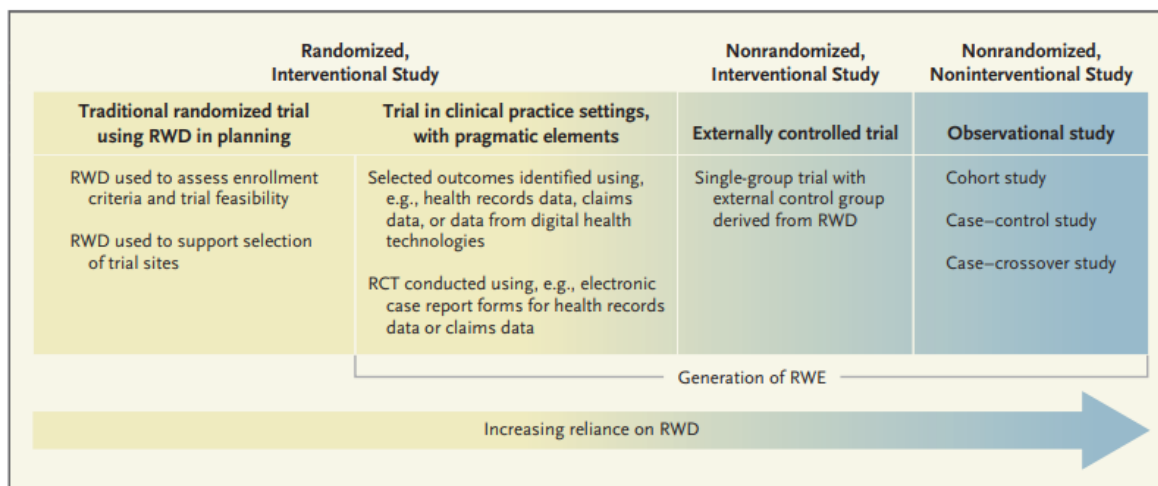 Randomized,
Interventional Study
Nonrandomized,
Interventional Study
Nonrandomized,
Noninterventional Study
Traditional randomized trial
using RWD in planning
Trial in clinical practice settings,
with pragmatic elements
Externally controlled trial
Observational study
RWD used to assess enrollment
criteria and trial feasibility
RWD used to support selection
of trial sites
Selected outcomes identified using,
e.g., health records data, claims
data, or data from digital health
technologies
RCT conducted using, e.g., electronic
case report forms for health records
data or claims data
Single-group trial with
external control group
derived from RWD
Cohort study
Case–control study
Case–crossover study
Generation of RWE
Increasing reliance on RWD